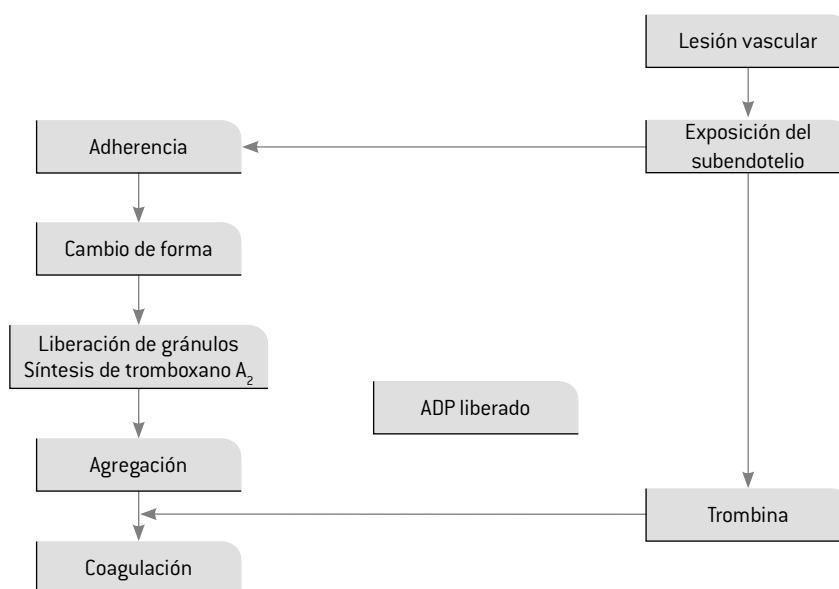 Lesión vascular
Exposición del
subendotelio
Adherencia
Cambio de forma
Liberación de gránulos
Síntesis de tromboxano A₂
ADP liberado
Agregación
Trombina
Coagulación